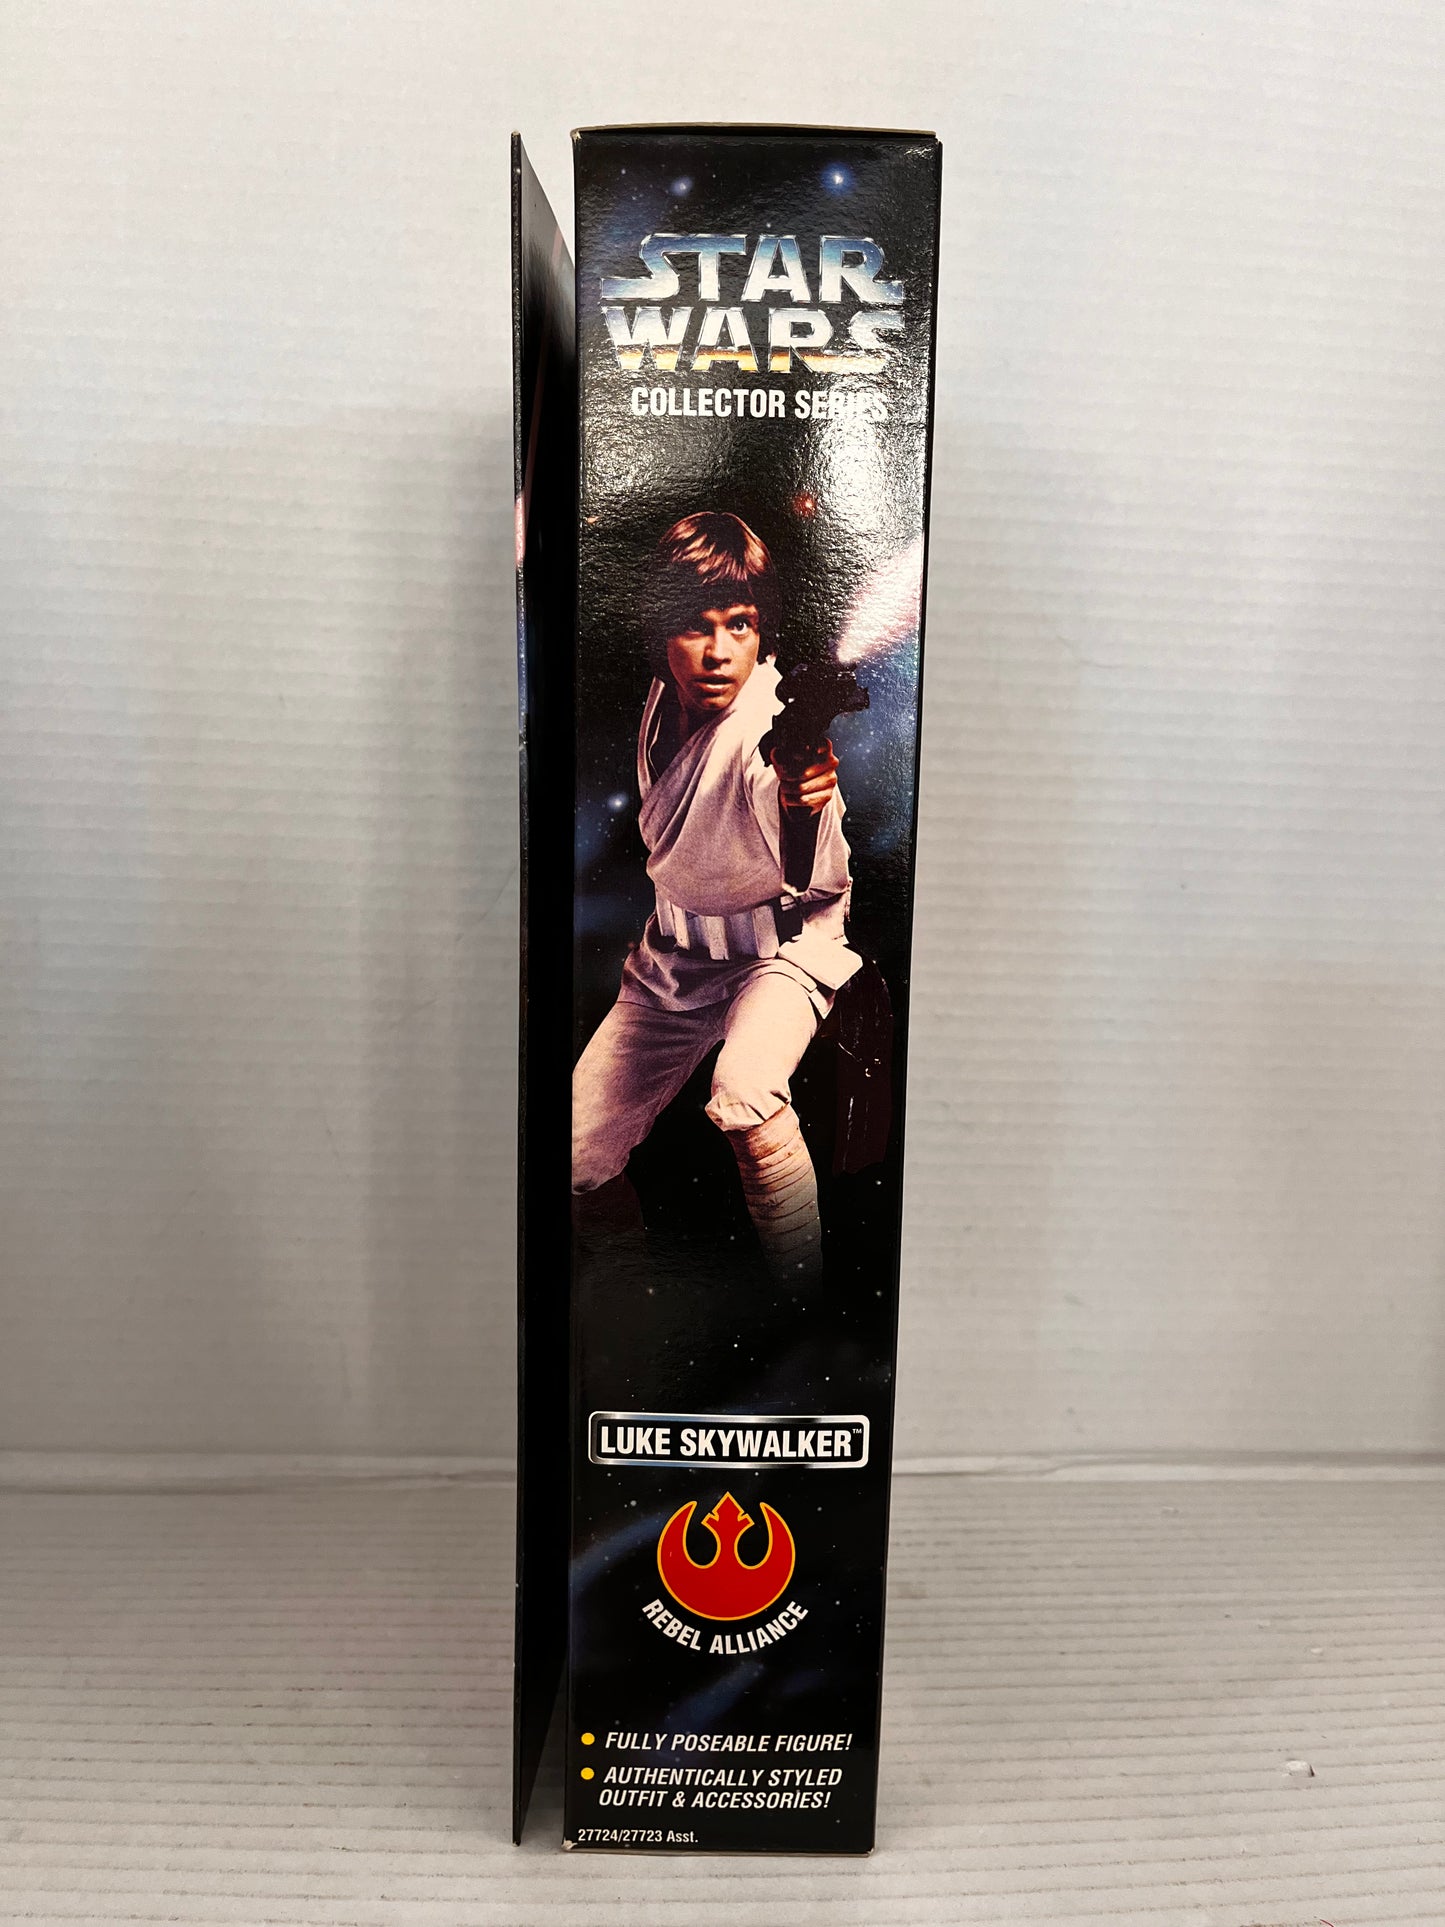 STAR
WARS
COLLECTOR SERIES
LUKE SKYWALKER™
REBEL ALLIANCE
FULLY POSEABLE FIGURE!
AUTHENTICALLY STYLED
OUTFIT & ACCESSORIES!
27724/27723 Asst.